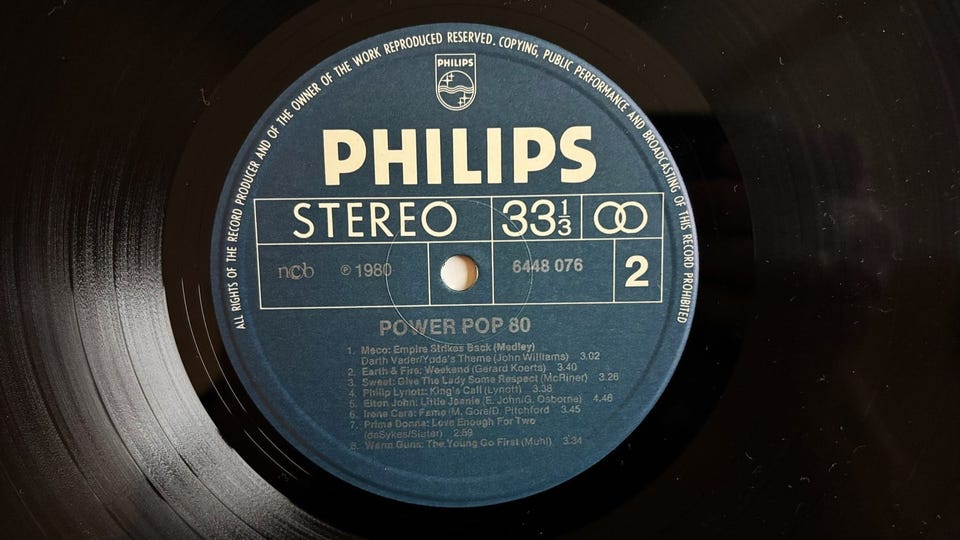 ALL RIGHTS OF THE RECORD PRODUCER AND OF THE OWNER OF THE WORK REPRODUCED RESERVED. COPYING, PUBLIC PERFORMANCE AND BROADCASTING OF THIS RECORD PROHIBITED
PHILIPS
PHILIPS
STEREO 33 1/3
ncb ℗ 1980 6448 076 2
POWER POP 80
1. Meco: Empire Strikes Back (Medley)
Darth Vader/Yoda's Theme (John Williams) 3.02
2. Earth & Fire: Weekend (Gerard Koerts) 3.40
3. Sweet: Give The Lady Some Respect (McRiner) 3.26
4. Philip Lynott: King's Call (Lynott) 3.38
5. Elton John: Little Jeanie (E. John/G. Osborne) 4.46
6. Irene Cara: Fame (M. Gore/D. Pitchford 3.45
7. Prima Donna: Love Enough For Two
(deSykes/Slater) 2.59
8. Warm Guns: The Young Go First (Muhl) 3.34